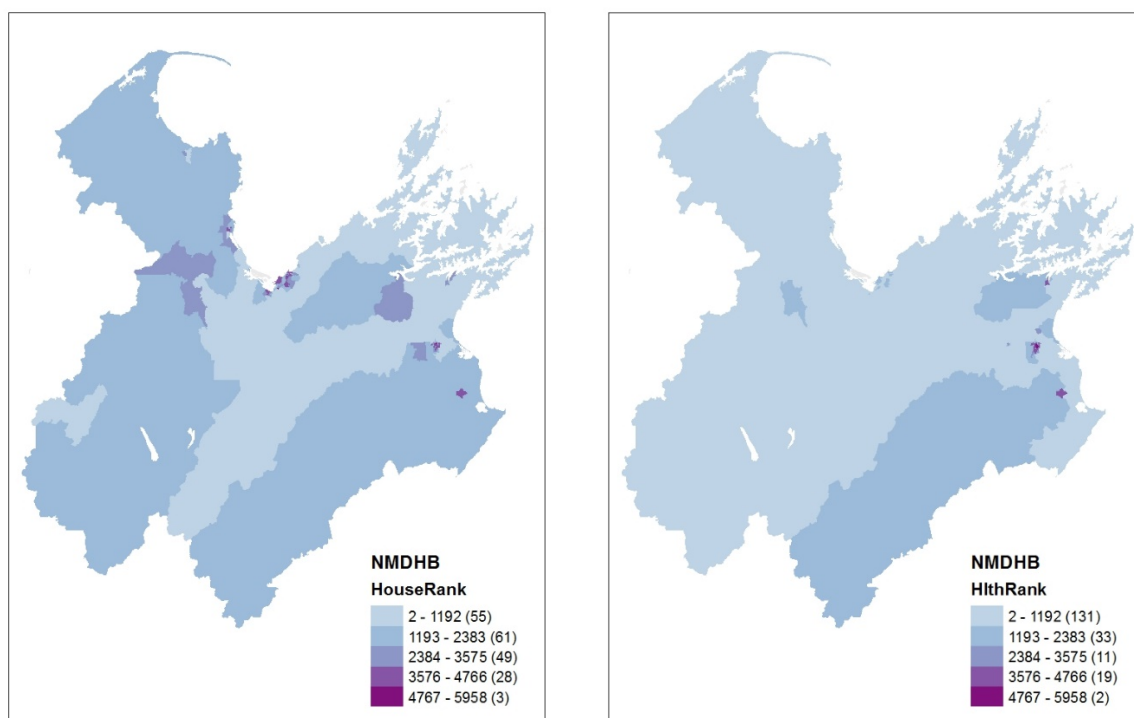 NMDHB
HouseRank
2 - 1192 (55)
1193 - 2383 (61)
2384 - 3575 (49)
3576 - 4766 (28)
4767 - 5958 (3)
NMDHB
HlthRank
2 - 1192 (131)
1193 - 2383 (33)
2384 - 3575 (11)
3576 - 4766 (19)
4767 - 5958 (2)